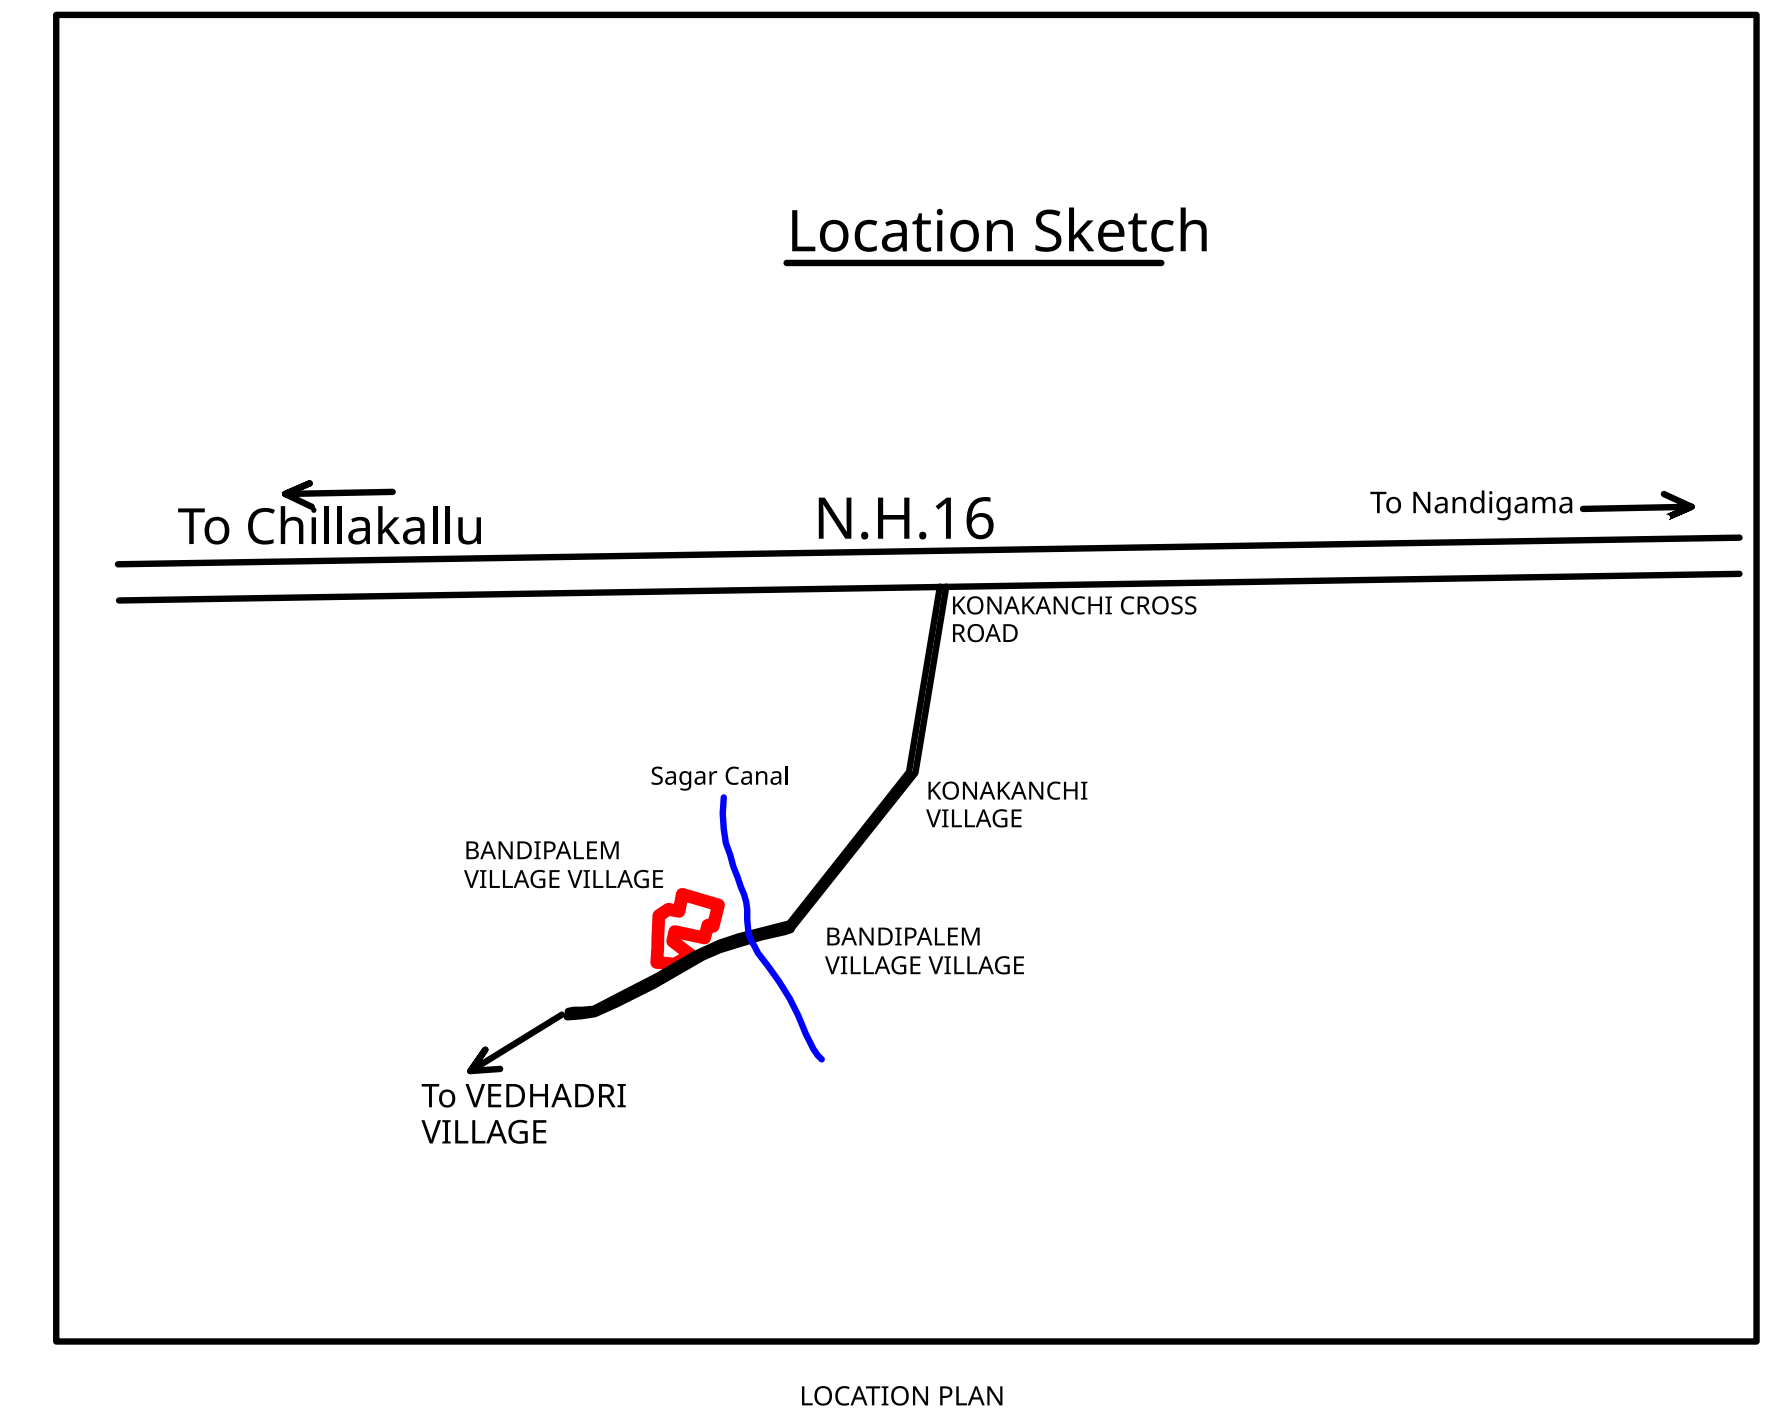 Location Sketch
To Chillakallu
N.H.16
To Nandigama
KONAKANCHI CROSS
ROAD
Sagar Canal
KONAKANCHI
VILLAGE
BANDIPALEM
VILLAGE VILLAGE
BANDIPALEM
VILLAGE VILLAGE
To VEDHADRI
VILLAGE
LOCATION PLAN